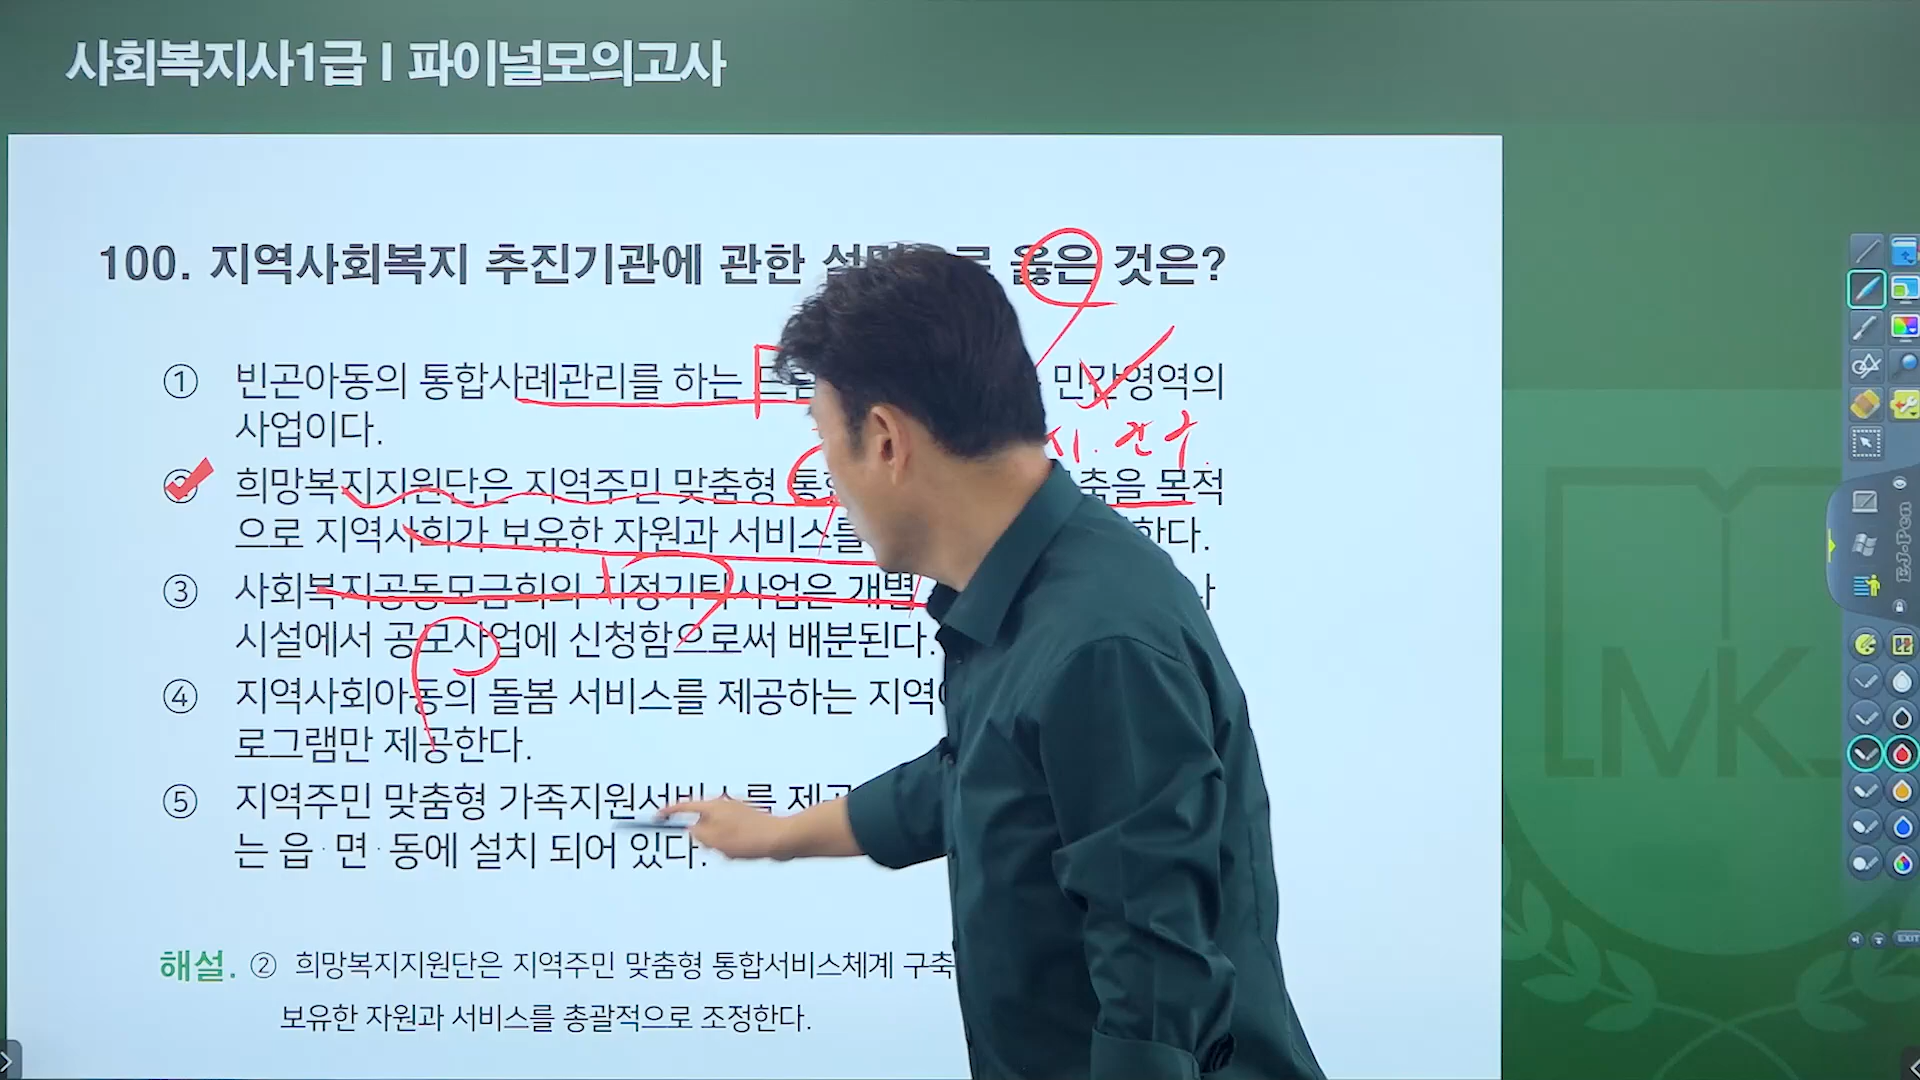 사회복지사1급 | 파이널모의고사
100. 지역사회복지 추진기관에 관한 옳은 것은?
① 빈곤아동의 통합사례관리를 하는 민간영역의
사업이다.
② 희망복지지원단은 지역주민 맞춤형 목적
으로 지역사회가 보유한 자원과 서비스를
③ 사회복지공동모금회의 지정기탁사업은 개별
시설에서 공모사업에 신청함으로써 배분된다.
④ 지역사회아동의 돌봄 서비스를 제공하는
로그램만 제공한다.
⑤ 지역주민 맞춤형 가족지원서비스를
는 읍·면·동에 설치 되어 있다.
해설. ② 희망복지지원단은 지역주민 맞춤형 통합서비스체계 구축
보유한 자원과 서비스를 총괄적으로 조정한다.
MK
EJ-Pen
EXIT